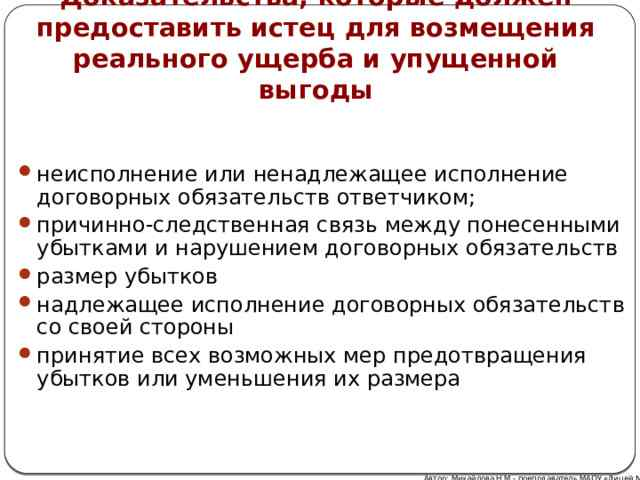 доказательства, которые должен
предоставить истец для возмещения
реального ущерба и упущенной
выгоды
неисполнение или ненадлежащее исполнение
договорных обязательств ответчиком;
причинно-следственная связь между понесенными
убытками и нарушением договорных обязательств
размер убытков
надлежащее исполнение договорных обязательств
со своей стороны
принятие всех возможных мер предотвращения
убытков или уменьшения их размера
Автор: Михайлова Н.М.- преподаватель МАОУ «Лицей